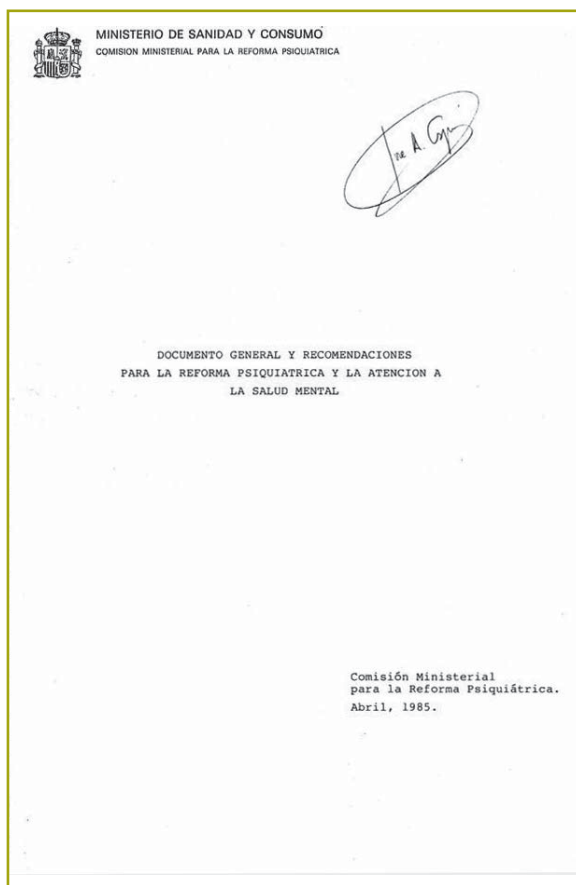 MINISTERIO DE SANIDAD Y CONSUMO
COMISION MINISTERIAL PARA LA REFORMA PSIQUIATRICA
A.
DOCUMENTO GENERAL Y RECOMENDACIONES
PARA LA REFORMA PSIQUIATRICA Y LA ATENCION A
LA SALUD MENTAL
Comisión Ministerial
para la Reforma Psiquiátrica.
Abril, 1985.